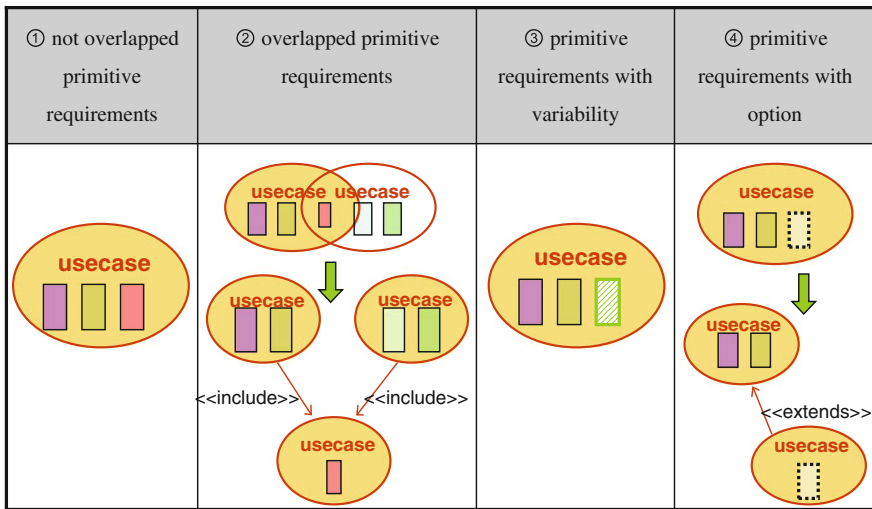 ① not overlapped
primitive
requirements
② overlapped primitive
requirements
③ primitive
requirements with
variability
④ primitive
requirements with
option
usecase
usecase
usecase
usecase
usecase
<<include>>
<<include>>
usecase
usecase
usecase
usecase
<<extends>>
usecase